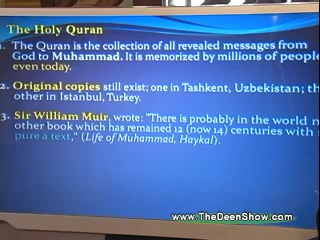 The Holy Quran
The Quran is the collection of all revealed messages from
God to Muhammad. It is memorized by millions of people
even today.
2. Original copies still exist; one in Tashkent, Uzbekistan;
other in Istanbul, Turkey.
3. Sir William Muir, wrote: "There is probably in the world
other book which has remained 12 (now 14) centuries with
pure a text," (Life of Muhammad, Haykal).
www.TheDeenShow.com